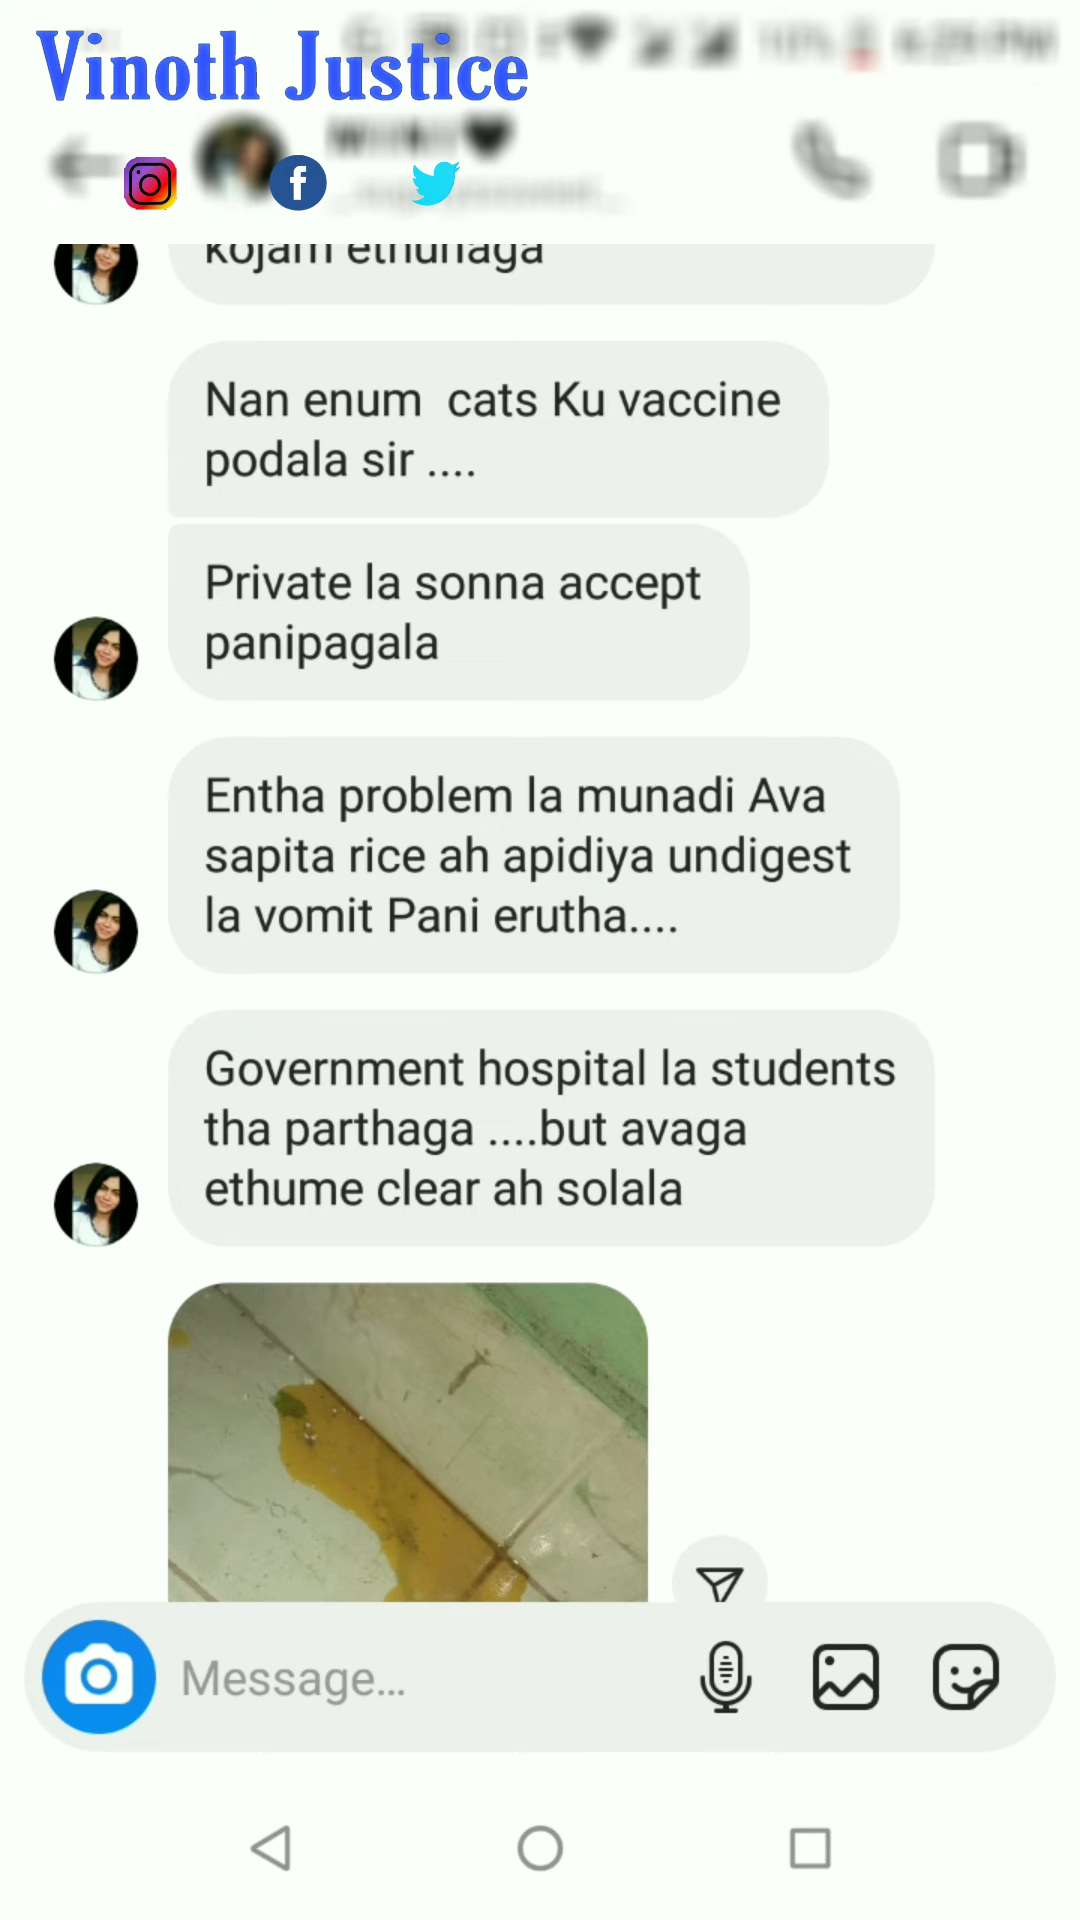 Vinoth Justice
kojam ethunaga
Nan enum cats Ku vaccine
podala sir ....
Private la sonna accept
panipagala
Entha problem la munadi Ava
sapita rice ah apidiya undigest
la vomit Pani erutha....
Government hospital la students
tha parthaga ....but avaga
ethume clear ah solala
Message...